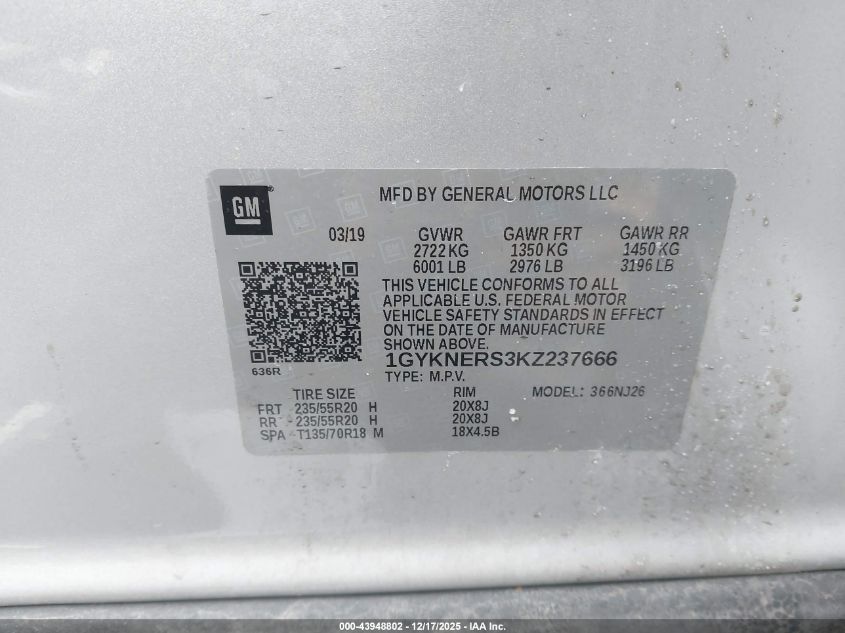 GM
MFD BY GENERAL MOTORS LLC
03/19 GVWR GAWR FRT GAWR RR
2722 KG 1350 KG 1450 KG
6001 LB 2976 LB 3196 LB
THIS VEHICLE CONFORMS TO ALL
APPLICABLE U.S. FEDERAL MOTOR
VEHICLE SAFETY STANDARDS IN EFFECT
ON THE DATE OF MANUFACTURE
SHOWN ABOVE.
1GYKNERS3KZ237666
636R
TYPE: M.P.V.
TIRE SIZE RIM MODEL: 366NJ26
FRT 235/55R20 H 20X8J
RR 235/55R20 H 20X8J
SPA T135/70R18 M 18X4.5B
000-43948802 - 12/17/2025 - IAA Inc.